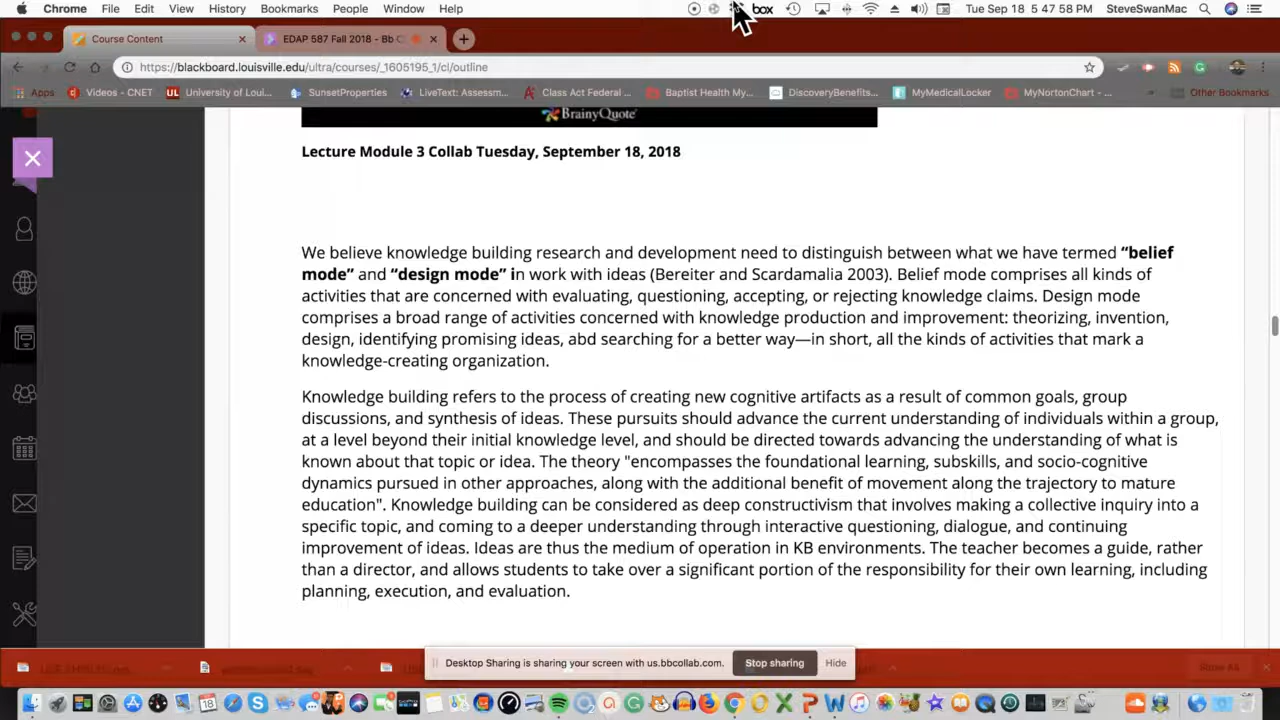 Chrome File Edit View History Bookmarks People Window Help box Tue Sep 18 5:47:58 PM SteveSwanMac
Course Content EDAP 587 Fall 2018 - Bb C
https://blackboard.louisville.edu/ultra/courses/_1605195_1/cl/outline
Apps Videos - CNET UL University of Loui... SunsetProperties LiveText: Assessm... Class Act Federal ... Baptist Health My... DiscoveryBenefits... MyMedicalLocker MyNortonChart - ... Other Bookmarks
BrainyQuote
Lecture Module 3 Collab Tuesday, September 18, 2018
We believe knowledge building research and development need to distinguish between what we have termed “belief
mode” and “design mode” in work with ideas (Bereiter and Scardamalia 2003). Belief mode comprises all kinds of
activities that are concerned with evaluating, questioning, accepting, or rejecting knowledge claims. Design mode
comprises a broad range of activities concerned with knowledge production and improvement: theorizing, invention,
design, identifying promising ideas, abd searching for a better way—in short, all the kinds of activities that mark a
knowledge-creating organization.
Knowledge building refers to the process of creating new cognitive artifacts as a result of common goals, group
discussions, and synthesis of ideas. These pursuits should advance the current understanding of individuals within a group,
at a level beyond their initial knowledge level, and should be directed towards advancing the understanding of what is
known about that topic or idea. The theory "encompasses the foundational learning, subskills, and socio-cognitive
dynamics pursued in other approaches, along with the additional benefit of movement along the trajectory to mature
education". Knowledge building can be considered as deep constructivism that involves making a collective inquiry into a
specific topic, and coming to a deeper understanding through interactive questioning, dialogue, and continuing
improvement of ideas. Ideas are thus the medium of operation in KB environments. The teacher becomes a guide, rather
than a director, and allows students to take over a significant portion of the responsibility for their own learning, including
planning, execution, and evaluation.
Desktop Sharing is sharing your screen with us.bbcollab.com. Stop sharing Hide
Show All